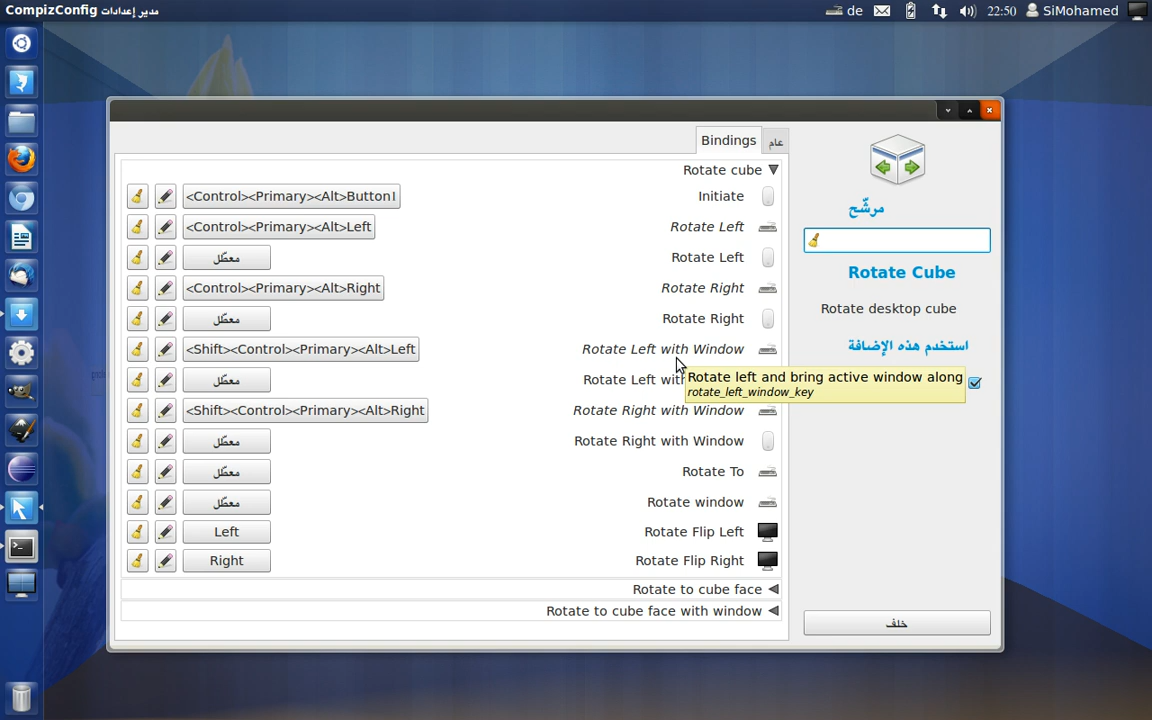 CompizConfig مدير إعدادات
de
22:50
SiMohamed
Bindings
عام
Rotate cube
Initiate
<Control><Primary><Alt>Button1
Rotate Left
<Control><Primary><Alt>Left
Rotate Left
معطّل
Rotate Right
<Control><Primary><Alt>Right
Rotate Right
معطّل
Rotate Left with Window
<Shift><Control><Primary><Alt>Left
Rotate Left with
معطّل
Rotate Right with Window
<Shift><Control><Primary><Alt>Right
Rotate Right with Window
معطّل
Rotate To
معطّل
Rotate window
معطّل
Rotate Flip Left
Left
Rotate Flip Right
Right
Rotate to cube face
Rotate to cube face with window
Rotate left and bring active window along
rotate_left_window_key
مرشّح
Rotate Cube
Rotate desktop cube
استخدم هذه الإضافة
خلف